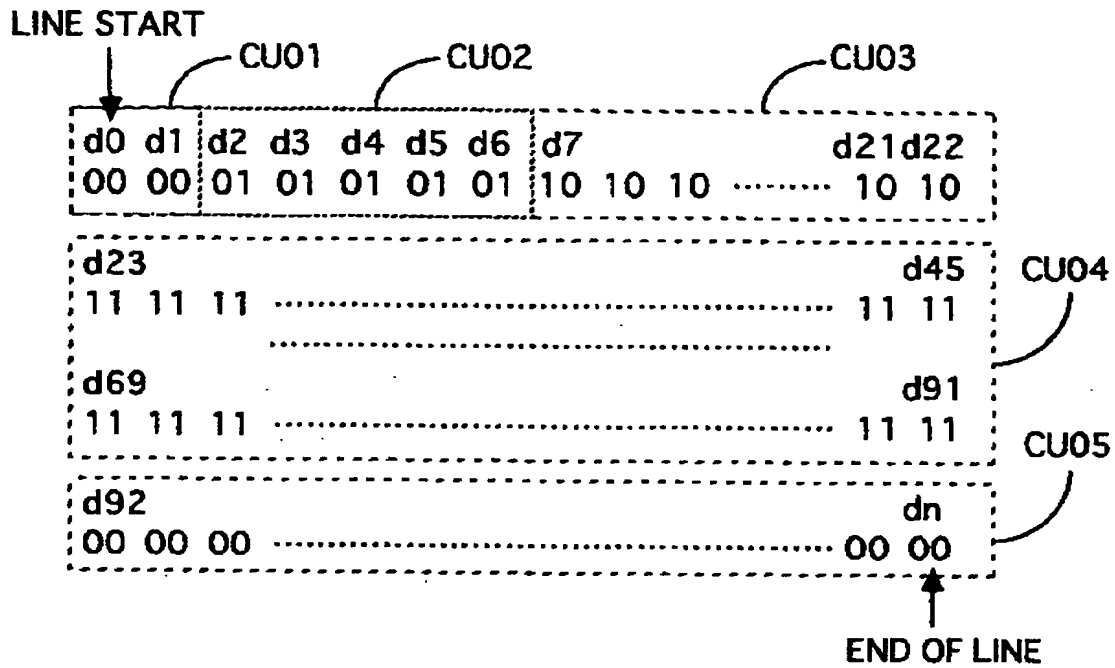 LINE START
CU01 CU02 CU03
d0 d1 d2 d3 d4 d5 d6 d7 d21 d22
00 00 01 01 01 01 01 10 10 10 ........ 10 10
d23 d45 CU04
11 11 11 ........ 11 11
........
d69 d91
11 11 11 ........ 11 11
CU05
d92 dn
00 00 00 ........ 00 00
END OF LINE